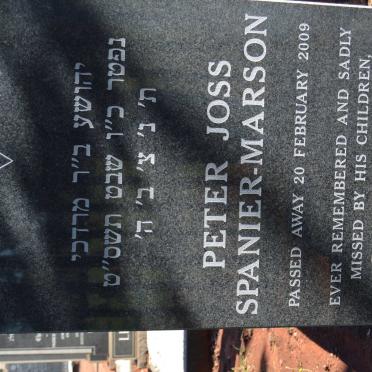 יהושע ב״ר מרדכי
נפטר כ״ו שבט תשס״ט
ת׳ נ׳ צ׳ ב׳ ה׳
PETER JOSS
SPANIER-MARSON
PASSED AWAY 20 FEBRUARY 2009
EVER REMEMBERED AND SADLY
MISSED BY HIS CHILDREN,